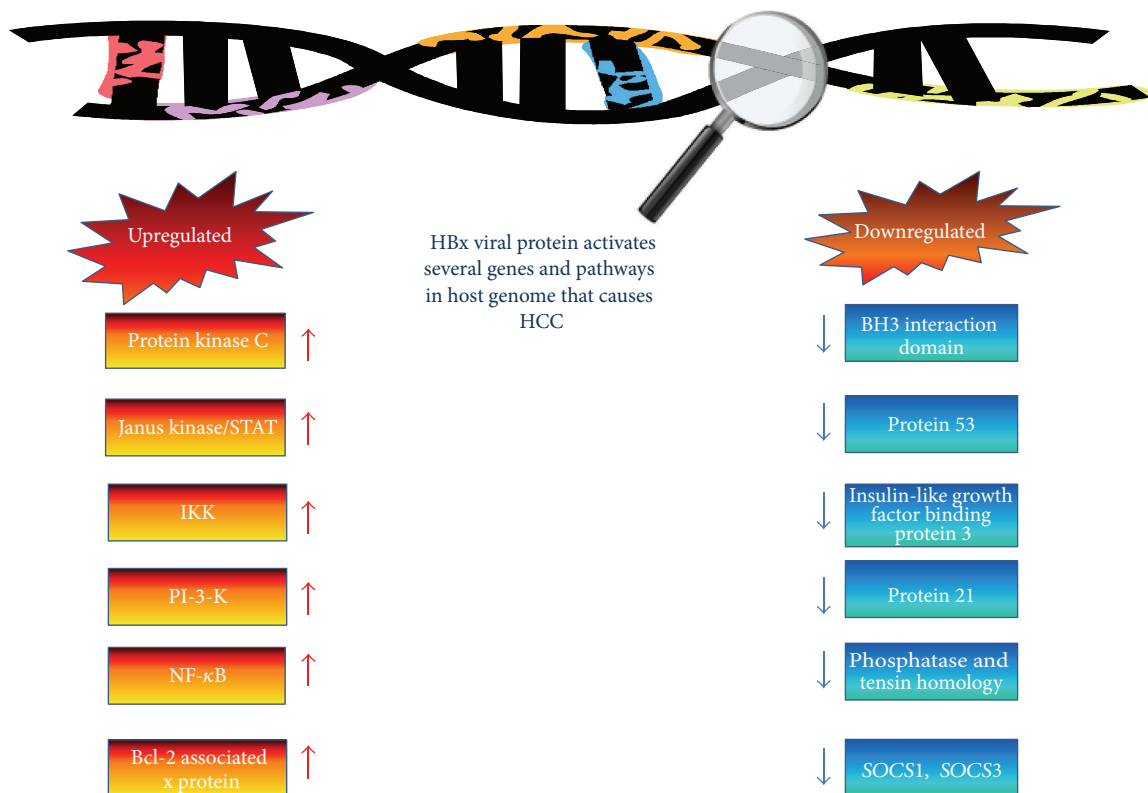 Upregulated
Protein kinase C
Janus kinase/STAT
IKK
PI-3-K
NF-κB
Bcl-2 associated
x protein
HBx viral protein activates
several genes and pathways
in host genome that causes
HCC
Downregulated
BH3 interaction
domain
Protein 53
Insulin-like growth
factor binding
protein 3
Protein 21
Phosphatase and
tensin homology
SOCS1, SOCS3